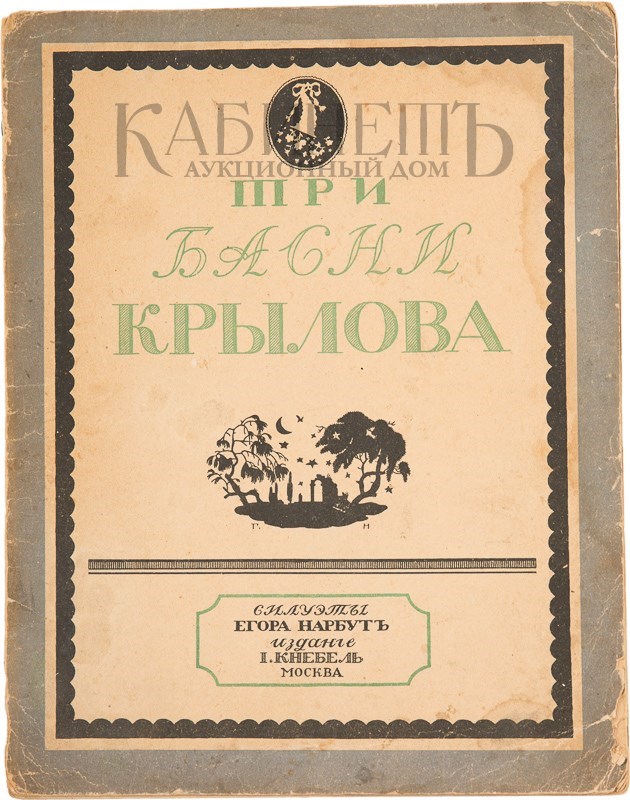 КАБИНЕТЪ
АУКЦИОННЫЙ ДОМ
ТРИ
БАСНИ
КРЫЛОВА
Г. Н
СИЛУЭТЫ
ЕГОРА НАРБУТЪ
изданіе
І. КНЕБЕЛЬ
МОСКВА